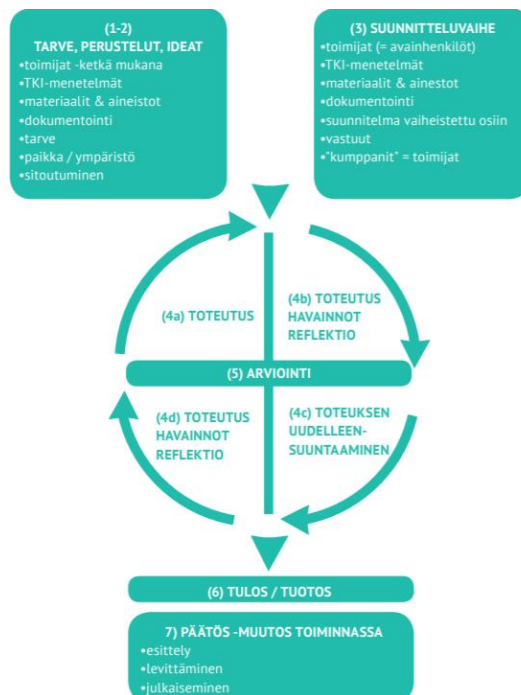 (1-2)
TARVE, PERUSTELUT, IDEAT
•toimijat -ketkä mukana
•TKI-menetelmät
•materiaalit & aineistot
•dokumentointi
•tarve
•paikka / ympäristö
•sitoutuminen
(3) SUUNNITTELUVAIHE
•toimijat (= avainhenkilöt)
•TKI-menetelmät
•materiaalit & ainestot
•dokumentointi
•suunnitelma vaiheistettu osiin
•vastuut
•"kumppanit" = toimijat
(4a) TOTEUTUS
(4b) TOTEUTUS
HAVAINNOT
REFLEKTIO
(5) ARVIOINTI
(4d) TOTEUTUS
HAVAINNOT
REFLEKTIO
(4c) TOTEUKSEN
UUDELLEEN-
SUUNTAAMINEN
(6) TULOS / TUOTOS
7) PÄÄTÖS -MUUTOS TOIMINNASSA
•esittely
•levittäminen
•julkaiseminen